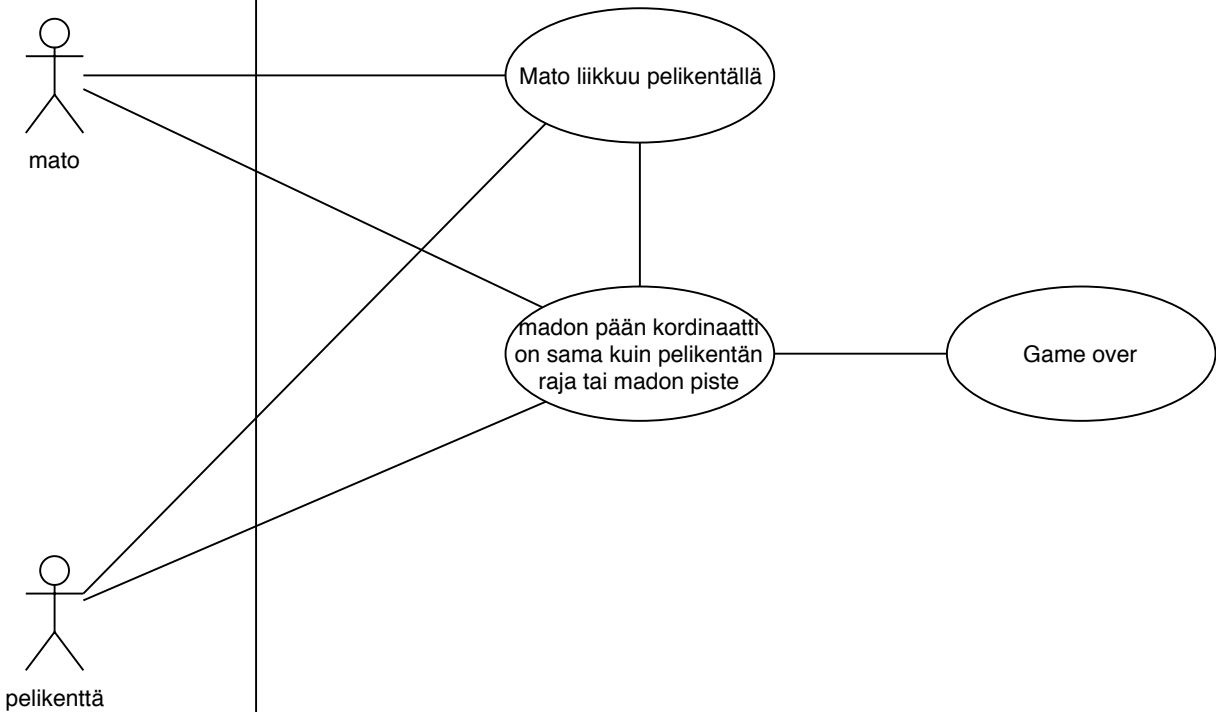 Mato liikkuu pelikentällä
mato
madon pään kordinaatti
on sama kuin pelikentän
raja tai madon piste
Game over
pelikenttä